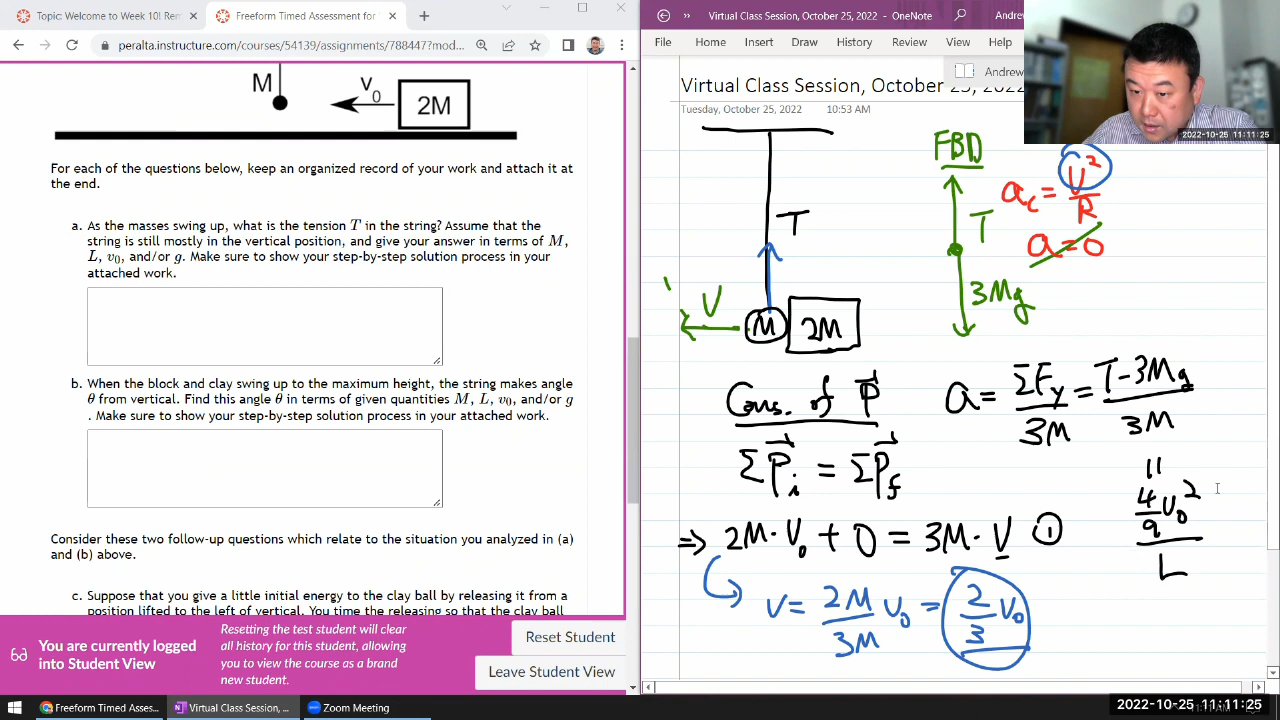 Topic: Welcome to Week 10! Rem
Freeform Timed Assessment for
peralta.instructure.com/courses/54139/assignments/788447?mod...
M
v0
2M
For each of the questions below, keep an organized record of your work and attach it at
the end.
a. As the masses swing up, what is the tension T in the string? Assume that the
string is still mostly in the vertical position, and give your answer in terms of M,
L, v0, and/or g. Make sure to show your step-by-step solution process in your
attached work.
b. When the block and clay swing up to the maximum height, the string makes angle
θ from vertical. Find this angle θ in terms of given quantities M, L, v0, and/or g
. Make sure to show your step-by-step solution process in your attached work.
Consider these two follow-up questions which relate to the situation you analyzed in (a)
and (b) above.
c. Suppose that you give a little initial energy to the clay ball by releasing it from a
position lifted to the left of vertical. You time the releasing so that the clay ball
You are currently logged
into Student View
Resetting the test student will clear
all history for this student, allowing
you to view the course as a brand
new student.
Reset Student
Leave Student View
Virtual Class Session, October 25, 2022 - OneNote
Andrew
File Home Insert Draw History Review View Help
Andrew
Virtual Class Session, October 25, 2022
Tuesday, October 25, 2022 10:53 AM
T
V
M
2M
FBD
T
3Mg
ac = V²/R
a = 0
Cons. of P⃗
ΣP⃗i = ΣP⃗f
⇒ 2M·V0 + 0 = 3M·V ①
V = 2M/3M V0 = 2/3 V0
a = ΣFy/3M = T-3Mg/3M
=
4/9 V0²
L
2022-10-25 11:11:25
Freeform Timed Asses...
Virtual Class Session, ...
Zoom Meeting
2022-10-25 11:11:25